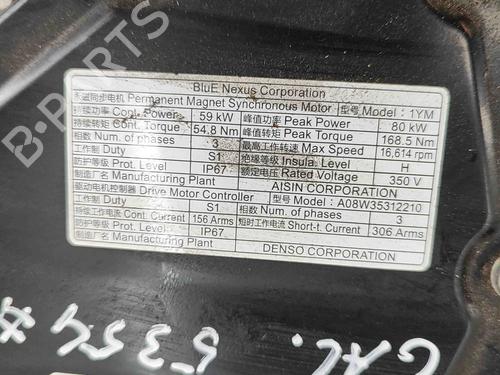 B-PARTS
BluE Nexus Corporation
永磁同步电机 Permanent Magnet Synchronous Motor 型号 Model: 1YM
持续功率 Cont. Power 59 kW 峰值功率 Peak Power 80 kW
持续转矩 Cont. Torque 54.8 Nm 峰值转矩 Peak Torque 168.5 Nm
相数 Number of phases 3 最高工作转速 Max Speed 16,614 rpm
工作制 Duty S1 绝缘等级 Insula. Level H
防护等级 Prot. Level IP67 额定电压 Rated Voltage 350 V
制造厂名 Manufacturing Plant AISIN CORPORATION
驱动电机控制器 Drive Motor Controller 型号 Model: A08W35312210
工作制 Duty S1 相数 Number of phases 3
持续工作电流 Cont. Current 156 Arms 短时工作电流 Short-t. Current 306 Arms
防护等级 Prot. Level IP67
制造厂名 Manufacturing Plant DENSO CORPORATION
GAL.
5354 #